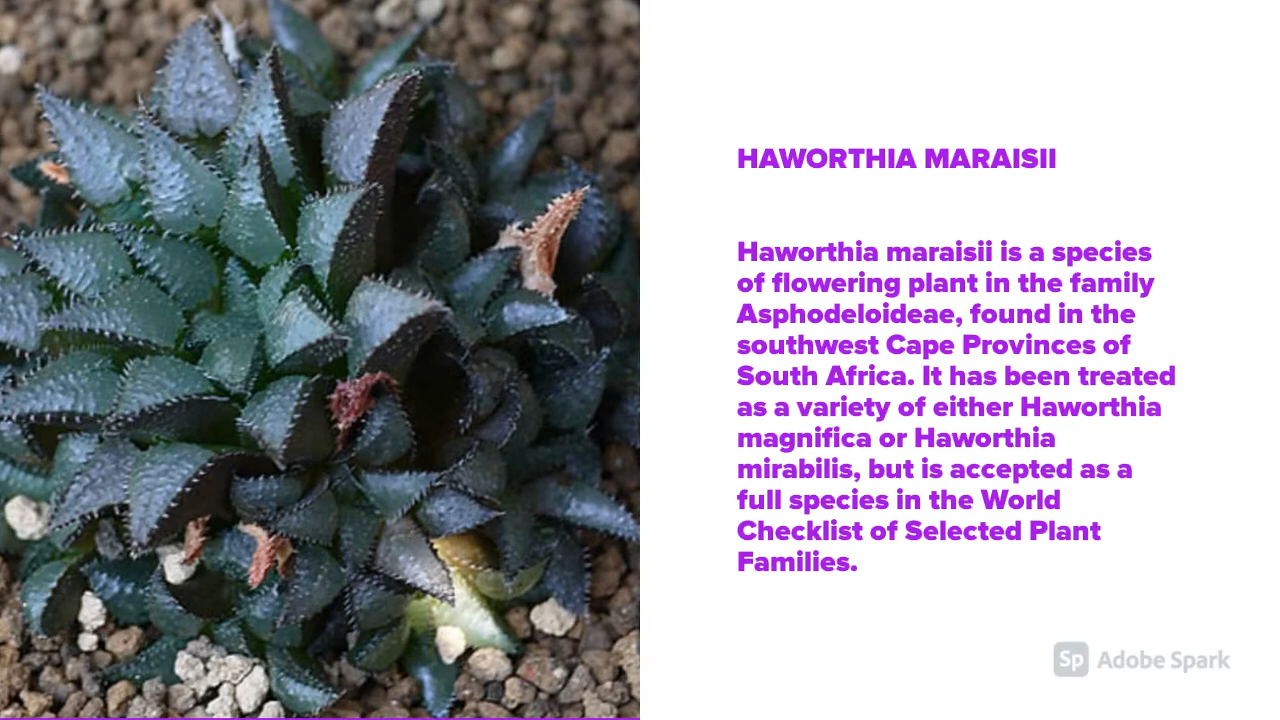 HAWORTHIA MARAISII
Haworthia maraisii is a species
of flowering plant in the family
Asphodeloideae, found in the
southwest Cape Provinces of
South Africa. It has been treated
as a variety of either Haworthia
magnifica or Haworthia
mirabilis, but is accepted as a
full species in the World
Checklist of Selected Plant
Families.
Sp Adobe Spark